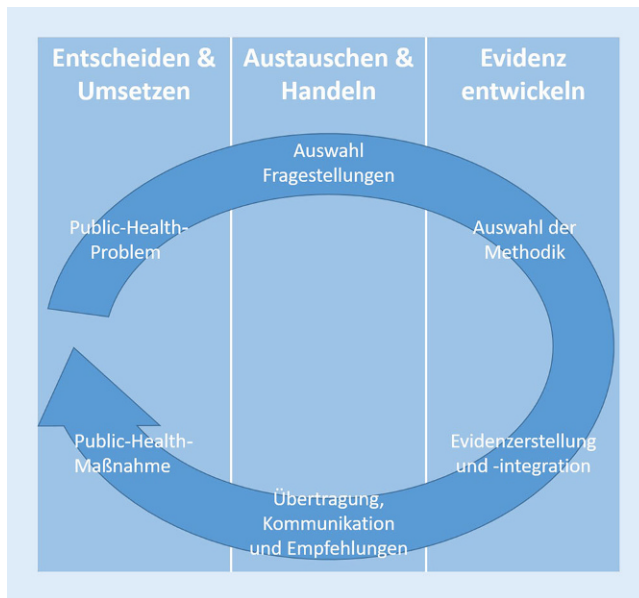 Entscheiden &
Umsetzen
Austauschen &
Handeln
Evidenz
entwickeln
Auswahl
Fragestellungen
Public-Health-
Problem
Auswahl der
Methodik
Public-Health-
Maßnahme
Evidenzerstellung
und -integration
Übertragung,
Kommunikation
und Empfehlungen